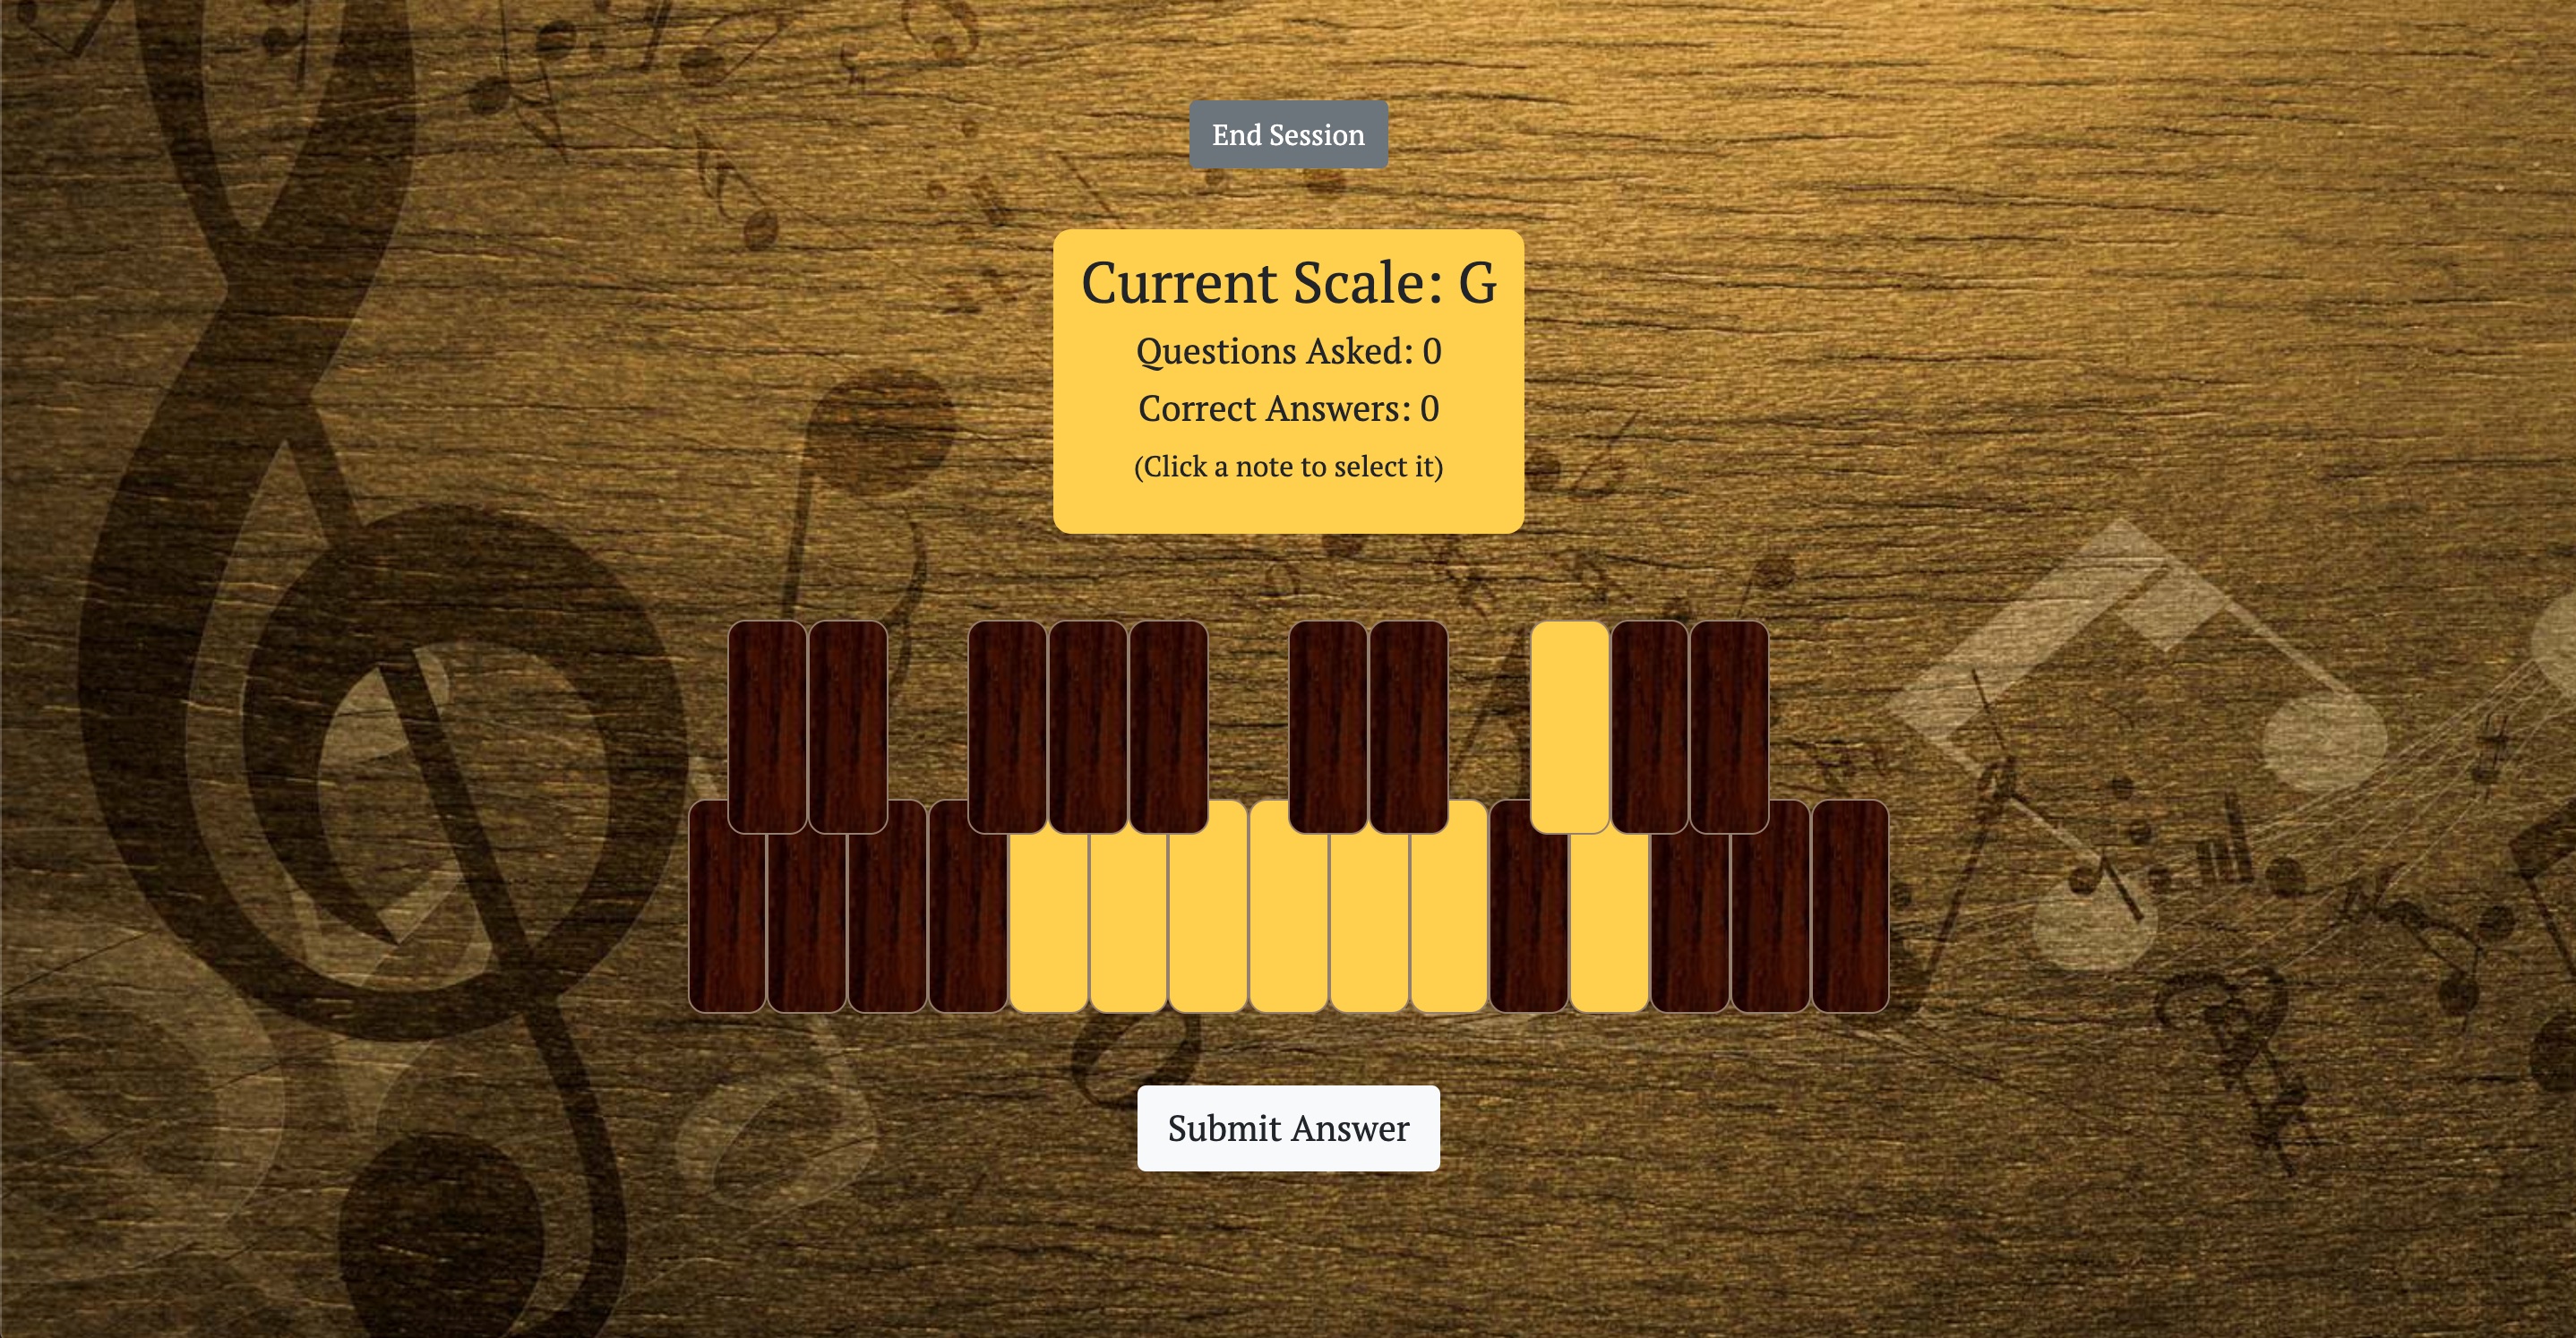 End Session
Current Scale: G
Questions Asked: 0
Correct Answers: 0
(Click a note to select it)
Submit Answer